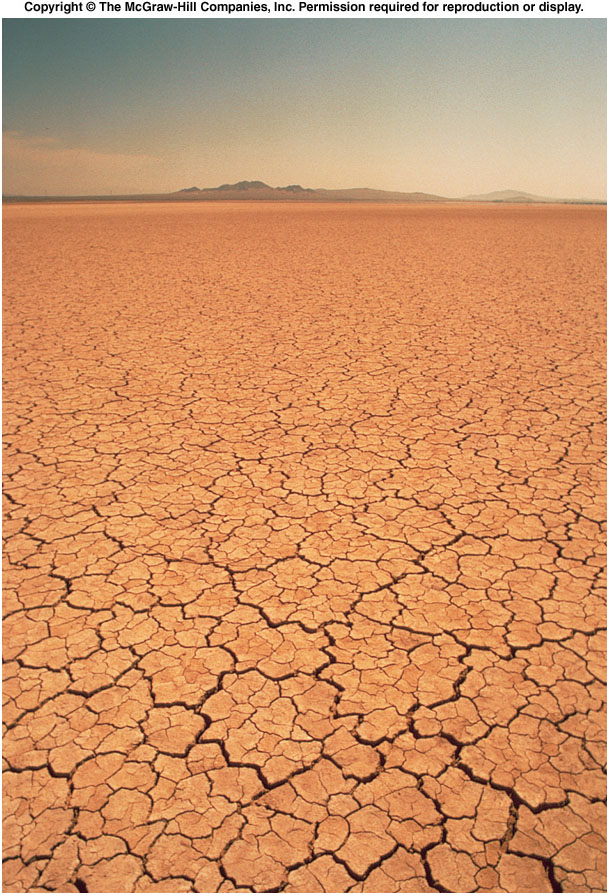 Copyright © The McGraw-Hill Companies, Inc. Permission required for reproduction or display.